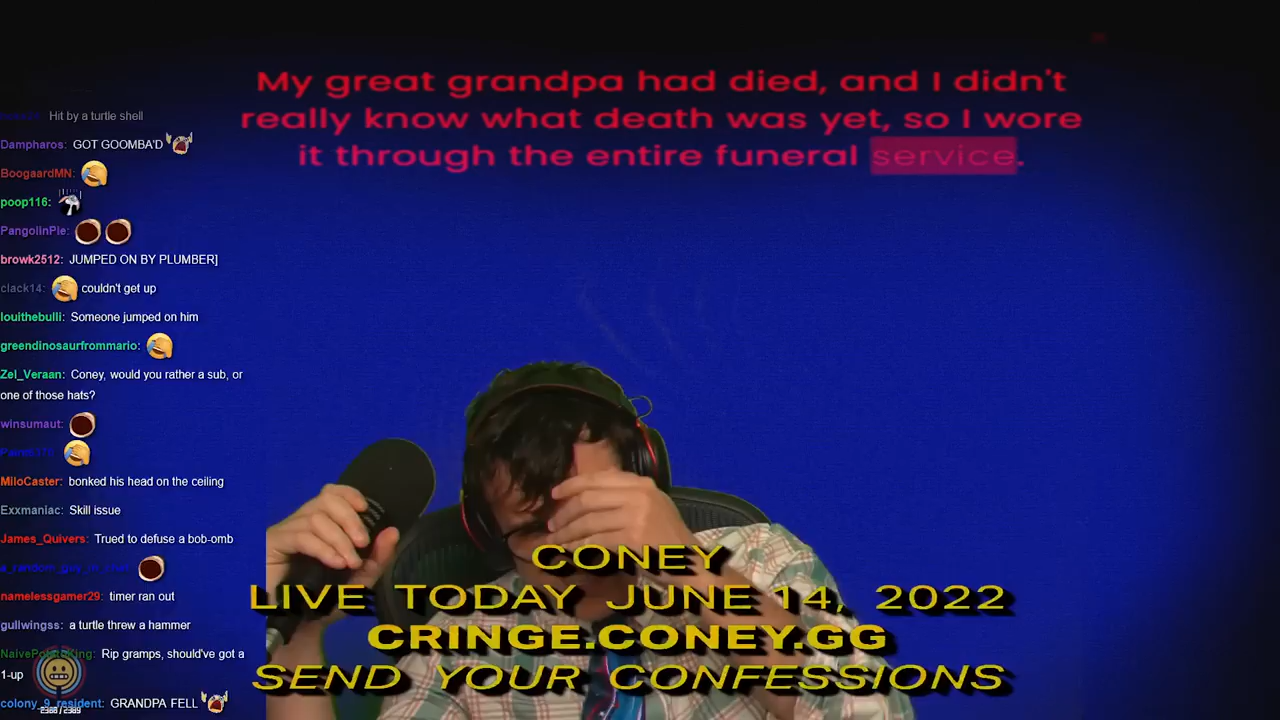 My great grandpa had died, and I didn't
really know what death was yet, so I wore
it through the entire funeral service.
Hit by a turtle shell
Dampharos: GOT GOOMBA'D
BoogaardMN:
poop116:
PangolinPie:
browk2512: JUMPED ON BY PLUMBER]
clack14: couldn't get up
louithebulli: Someone jumped on him
greendinosaurfrommario:
Zel_Veraan: Coney, would you rather a sub, or
one of those hats?
winsumaut:
MiloCaster: bonked his head on the ceiling
Exxmaniac: Skill issue
James_Quivers: Trued to defuse a bob-omb
a_random_guy_in_chat:
namelessgamer29: timer ran out
gullwingss: a turtle threw a hammer
Rip gramps, should've got a
1-up
colony_9_resident: GRANDPA FELL
2388 / 2389
CONEY
LIVE TODAY JUNE 14, 2022
CRINGE.CONEY.GG
SEND YOUR CONFESSIONS